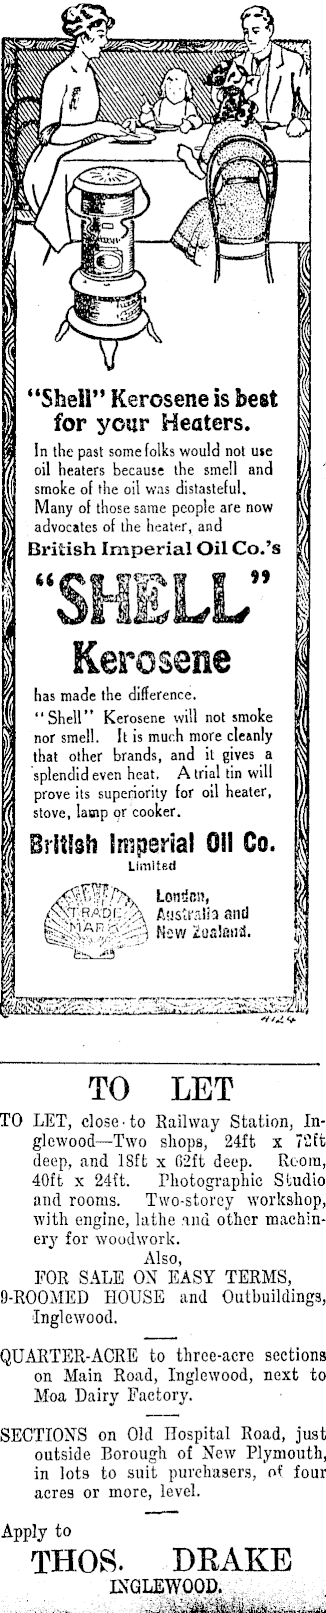 "Shell" Kerosene is best
for your Heaters.
In the past some folks would not use
oil heaters because the smell and
smoke of the oil was distasteful.
Many of those same people are now
advocates of the heater, and
British Imperial Oil Co.'s
"SHELL"
Kerosene
has made the difference.
"Shell" Kerosene will not smoke
nor smell. It is much more cleanly
that other brands, and it gives a
splendid even heat. A trial tin will
prove its superiority for oil heater,
stove, lamp or cooker.
British Imperial Oil Co.
Limited
TRADE
MARK
London,
Australia and
New Zealand.
TO LET
TO LET, close to Railway Station, In-
glewood—Two shops, 24ft x 72ft
deep, and 18ft x 62ft deep. Room,
40ft x 24ft. Photographic Studio
and rooms. Two-storey workshop,
with engine, lathe and other machin-
ery for woodwork.
Also,
FOR SALE ON EASY TERMS,
9-ROOMED HOUSE and Outbuildings,
Inglewood.
QUARTER-ACRE to three-acre sections
on Main Road, Inglewood, next to
Moa Dairy Factory.
SECTIONS on Old Hospital Road, just
outside Borough of New Plymouth,
in lots to suit purchasers, of four
acres or more, level.
Apply to
THOS. DRAKE
INGLEWOOD.